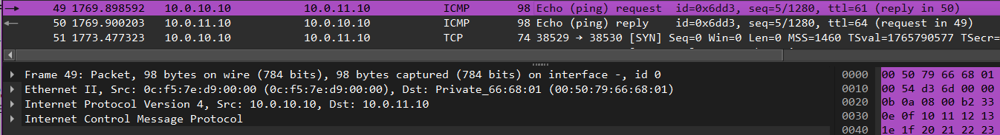 49 1769.898592 10.0.10.10 10.0.11.10 ICMP 98 Echo (ping) request id=0x6dd3, seq=5/1280, ttl=61 (reply in 50)
50 1769.900203 10.0.11.10 10.0.10.10 ICMP 98 Echo (ping) reply id=0x6dd3, seq=5/1280, ttl=64 (request in 49)
51 1773.477323 10.0.10.10 10.0.11.10 TCP 74 38529 → 38530 [SYN] Seq=0 Win=0 Len=0 MSS=1460 TSval=1765790577 TSecr=
Frame 49: Packet, 98 bytes on wire (784 bits), 98 bytes captured (784 bits) on interface -, id 0
Ethernet II, Src: 0c:f5:7e:d9:00:00 (0c:f5:7e:d9:00:00), Dst: Private_66:68:01 (00:50:79:66:68:01)
Internet Protocol Version 4, Src: 10.0.10.10, Dst: 10.0.11.10
Internet Control Message Protocol
0000 00 50 79 66 68 01
0010 00 54 d3 6d 00 00
0020 0b 0a 08 00 b2 33
0030 0e 0f 10 11 12 13
0040 1e 1f 20 21 22 23